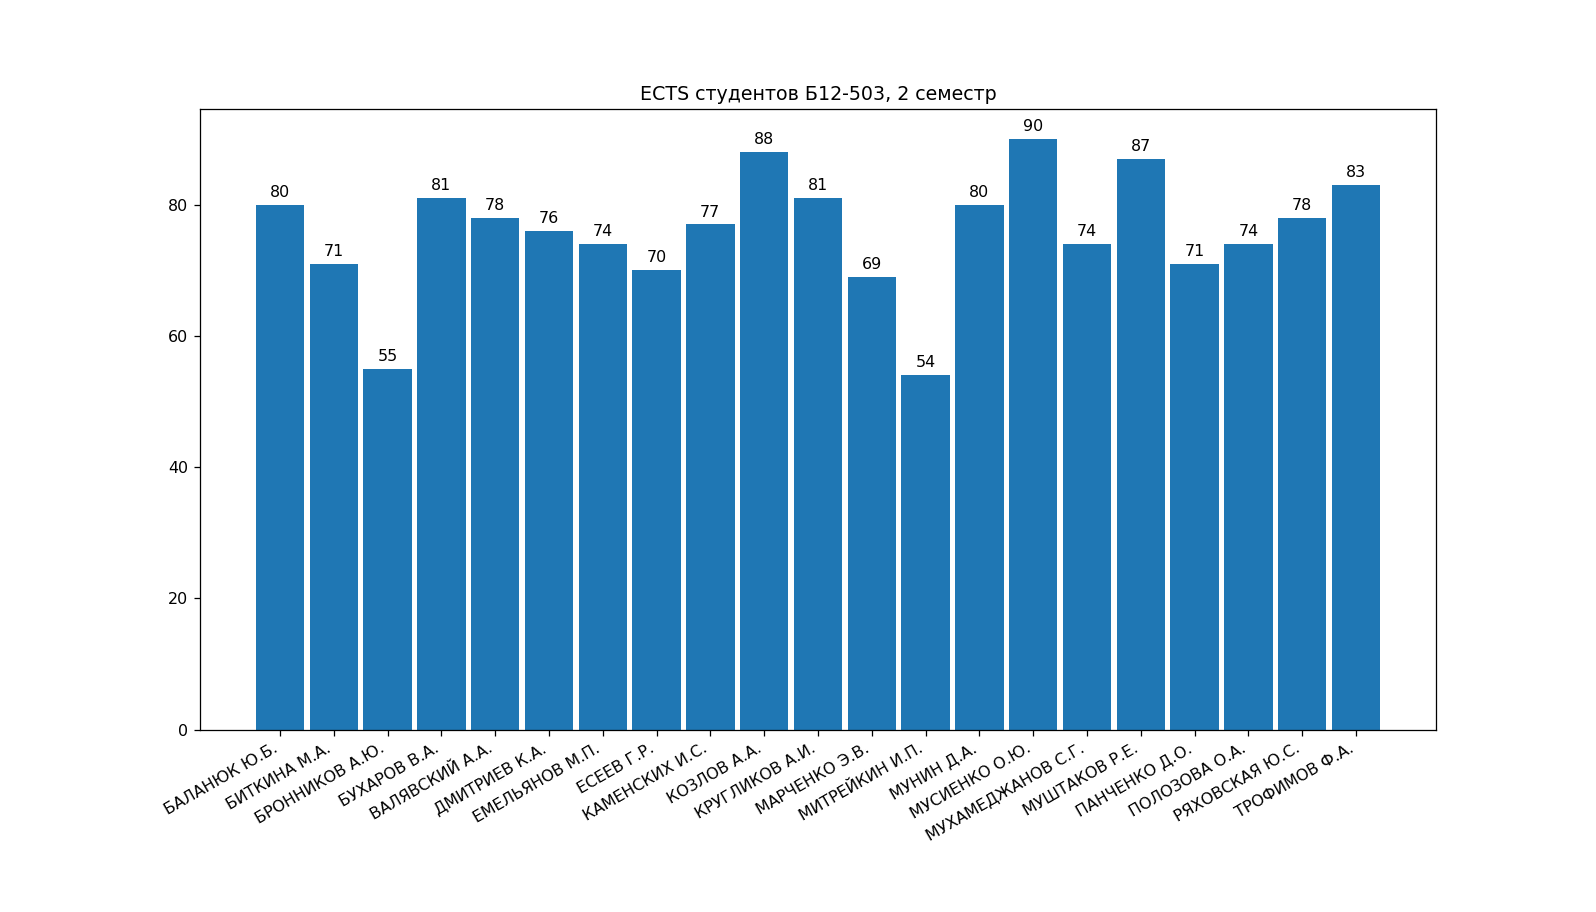 ECTS студентов Б12-503, 2 семестр
90
88
87
83
81
81
80
80
78
78
77
76
74
74
74
71
71
70
69
55
54
80
60
40
20
0
БАЛАНЮК Ю.Б.
БИТКИНА М.А.
БРОННИКОВ А.Ю.
БУХАРОВ В.А.
ВАЛЯВСКИЙ А.А.
ДМИТРИЕВ К.А.
ЕМЕЛЬЯНОВ М.П.
ЕСЕЕВ Г.Р.
КАМЕНСКИХ И.С.
КОЗЛОВ А.А.
КРУГЛИКОВ А.И.
МАРЧЕНКО Э.В.
МИТРЕЙКИН И.П.
МУНИН Д.А.
МУСИЕНКО О.Ю.
МУХАМЕДЖАНОВ С.Г.
МУШТАКОВ Р.Е.
ПАНЧЕНКО Д.О.
ПОЛОЗОВА О.А.
РЯХОВСКАЯ Ю.С.
ТРОФИМОВ Ф.А.